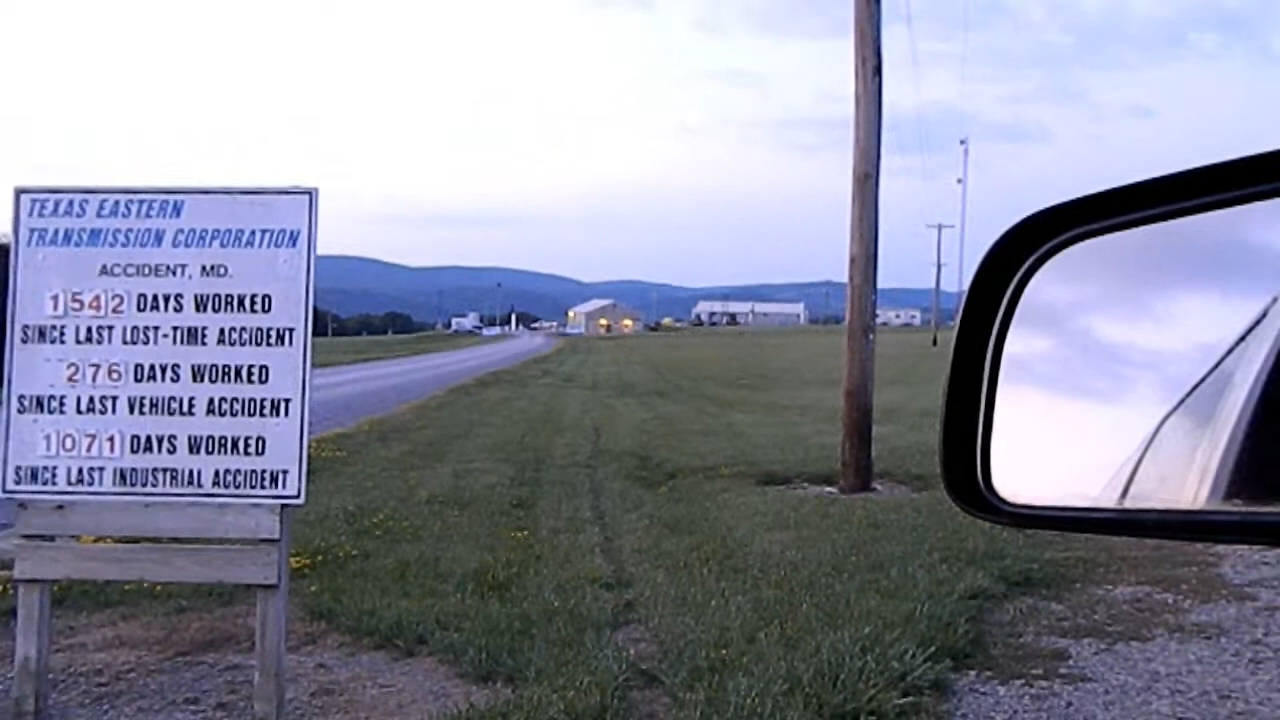 TEXAS EASTERN
TRANSMISSION CORPORATION
ACCIDENT, MD.
1542 DAYS WORKED
SINCE LAST LOST-TIME ACCIDENT
276 DAYS WORKED
SINCE LAST VEHICLE ACCIDENT
1071 DAYS WORKED
SINCE LAST INDUSTRIAL ACCIDENT